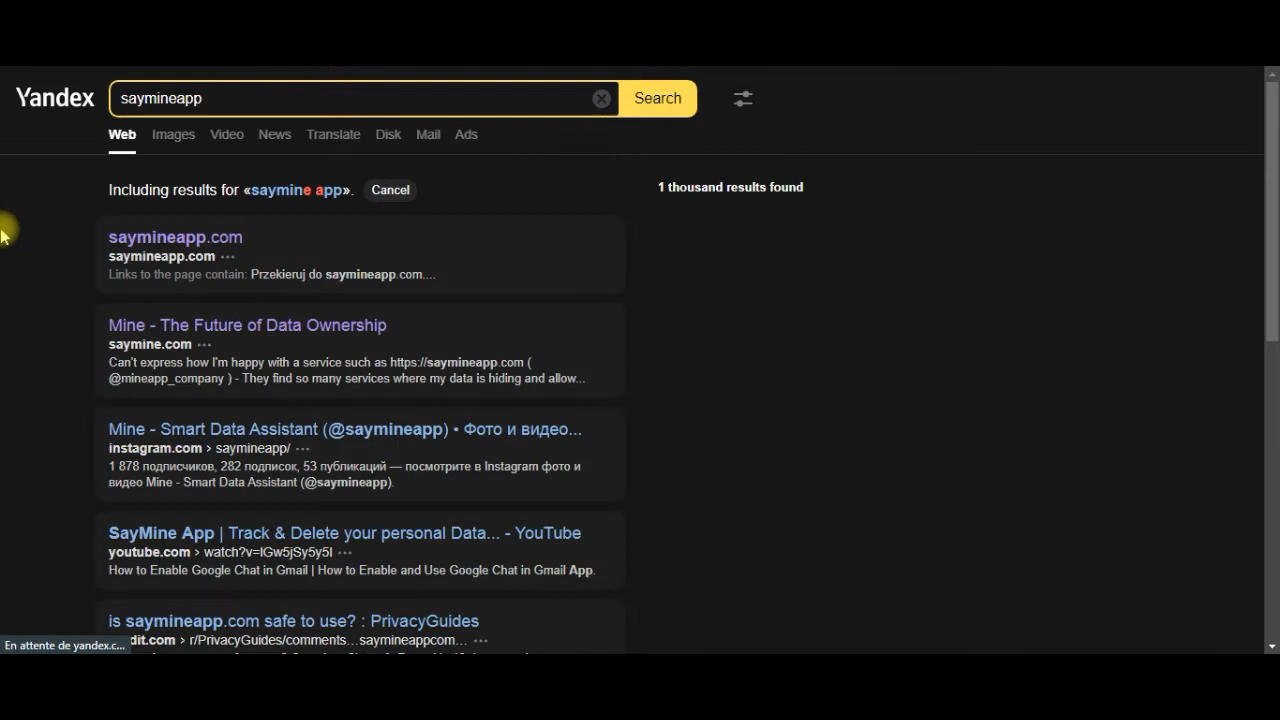 Yandex
saymineapp
Search
Web Images Video News Translate Disk Mail Ads
Including results for «saymine app». Cancel
1 thousand results found
saymineapp.com
saymineapp.com
Links to the page contain: Przekieruj do saymineapp.com....
Mine - The Future of Data Ownership
saymine.com
Can't express how I'm happy with a service such as https://saymineapp.com (
@mineapp_company ) - They find so many services where my data is hiding and allow...
Mine - Smart Data Assistant (@saymineapp) • Фото и видео...
instagram.com › saymineapp/
1 878 подписчиков, 282 подписок, 53 публикаций — посмотрите в Instagram фото и
видео Mine - Smart Data Assistant (@saymineapp).
SayMine App | Track & Delete your personal Data... - YouTube
youtube.com › watch?v=lGw5jSy5y5I
How to Enable Google Chat in Gmail | How to Enable and Use Google Chat in Gmail App.
is saymineapp.com safe to use? : PrivacyGuides
dit.com › r/PrivacyGuides/comments...saymineappcom...
En attente de yandex.c...